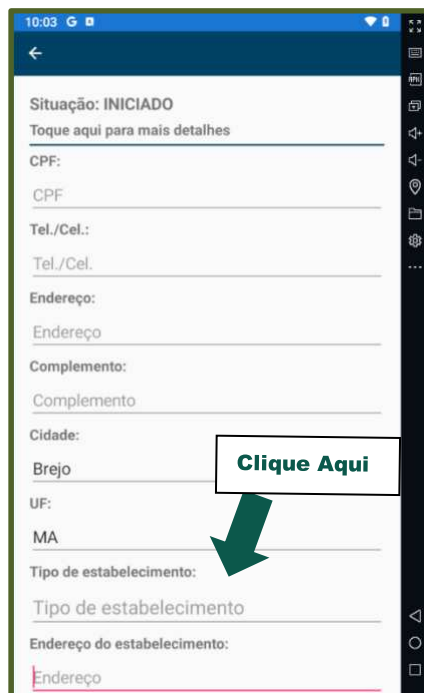 10:03 G
Situação: INICIADO
Toque aqui para mais detalhes
CPF:
CPF
Tel./Cel.:
Tel./Cel.
Endereço:
Endereço
Complemento:
Complemento
Cidade:
Brejo
Clique Aqui
UF:
MA
Tipo de estabelecimento:
Tipo de estabelecimento
Endereço do estabelecimento:
Endereço